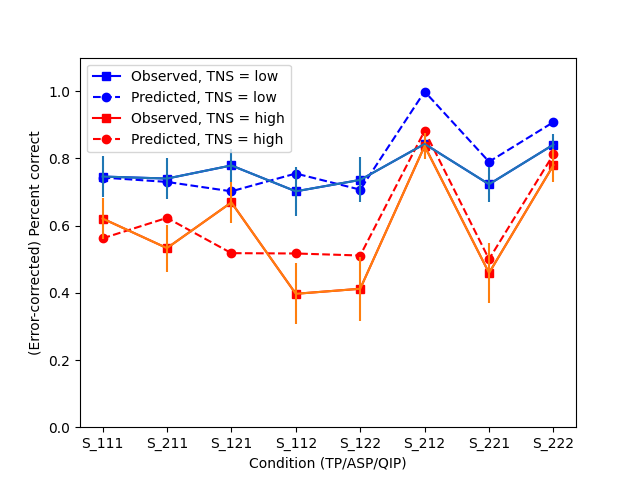 Observed, TNS = low
Predicted, TNS = low
Observed, TNS = high
Predicted, TNS = high
(Error-corrected) Percent correct
1.0
0.8
0.6
0.4
0.2
0.0
S_111 S_211 S_121 S_112 S_122 S_212 S_221 S_222
Condition (TP/ASP/QIP)